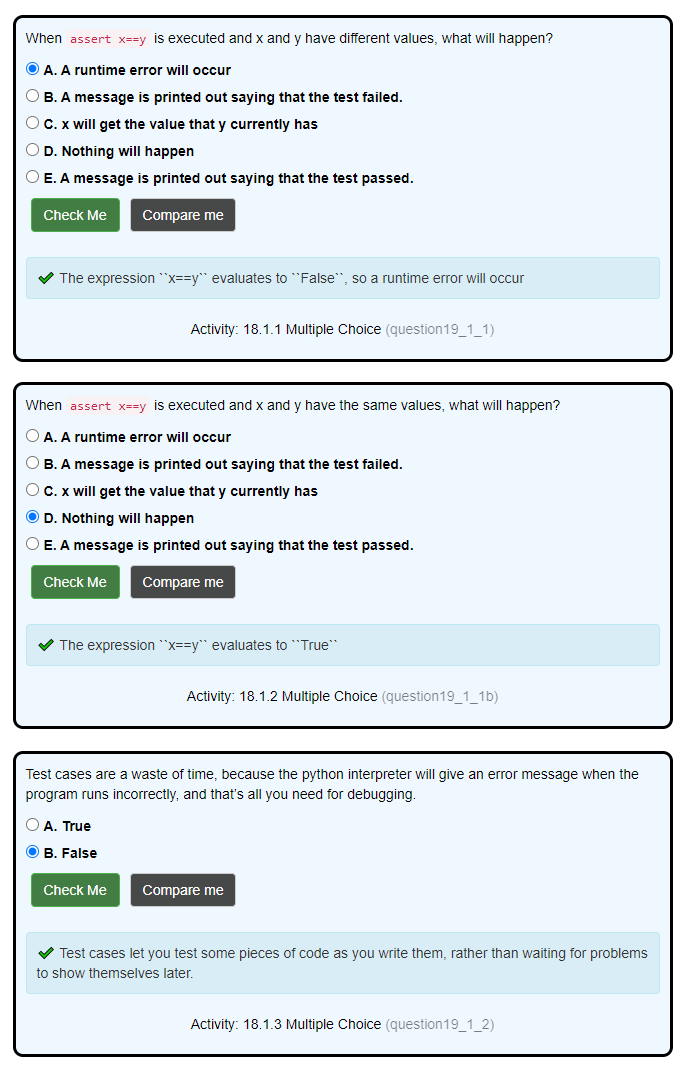 When assert x==y is executed and x and y have different values, what will happen?
A. A runtime error will occur
B. A message is printed out saying that the test failed.
C. x will get the value that y currently has
D. Nothing will happen
E. A message is printed out saying that the test passed.
Check Me Compare me
The expression ``x==y`` evaluates to ``False``, so a runtime error will occur
Activity: 18.1.1 Multiple Choice (question19_1_1)
When assert x==y is executed and x and y have the same values, what will happen?
A. A runtime error will occur
B. A message is printed out saying that the test failed.
C. x will get the value that y currently has
D. Nothing will happen
E. A message is printed out saying that the test passed.
Check Me Compare me
The expression ``x==y`` evaluates to ``True``
Activity: 18.1.2 Multiple Choice (question19_1_1b)
Test cases are a waste of time, because the python interpreter will give an error message when the
program runs incorrectly, and that's all you need for debugging.
A. True
B. False
Check Me Compare me
Test cases let you test some pieces of code as you write them, rather than waiting for problems
to show themselves later.
Activity: 18.1.3 Multiple Choice (question19_1_2)